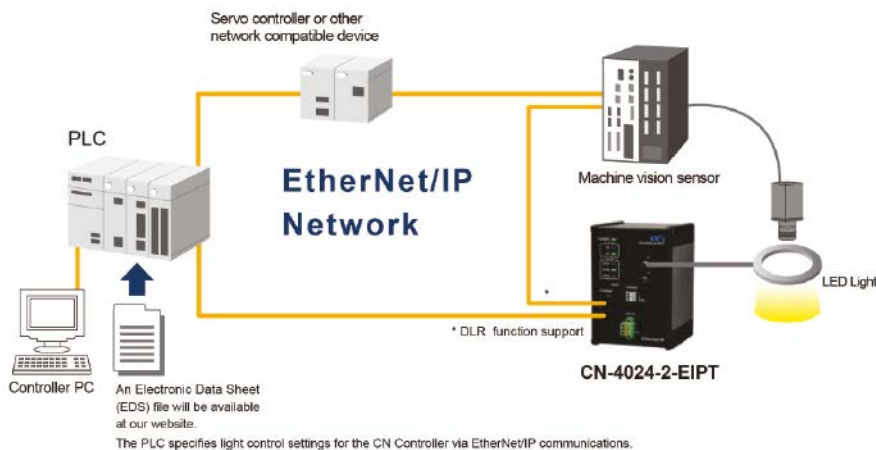 Servo controller or other
network compatible device
PLC
EtherNet/IP
Network
Machine vision sensor
LED Light
*
* DLR function support
CN-4024-2-EIPT
Controller PC
An Electronic Data Sheet
(EDS) file will be available
at our website.
The PLC specifies light control settings for the CN Controller via EtherNet/IP communications.